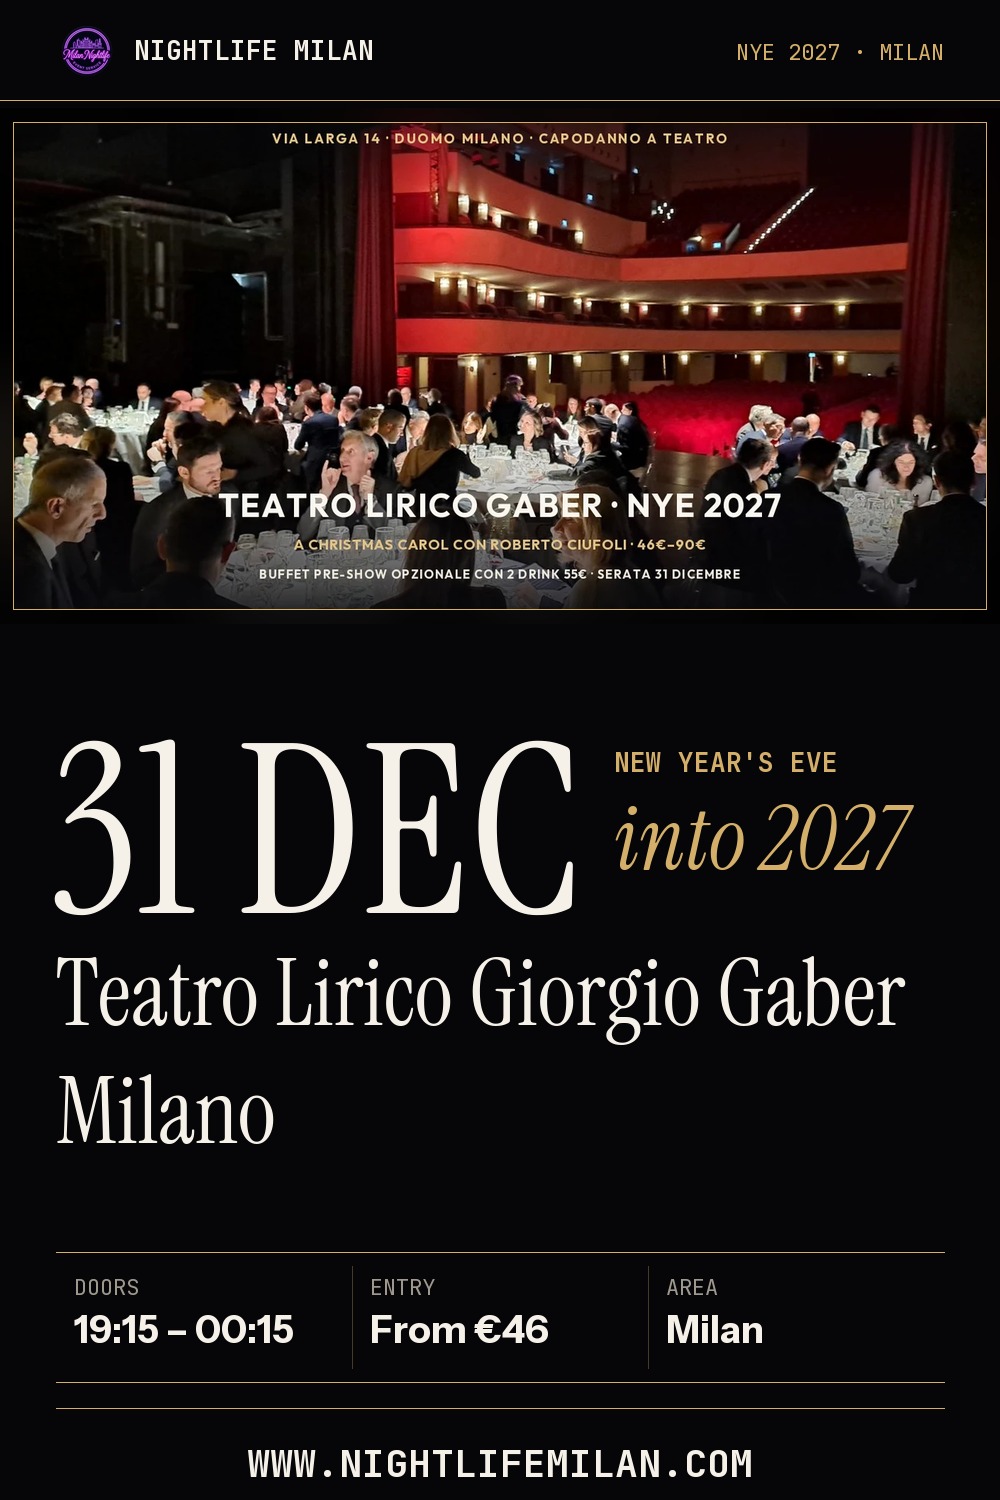 Milan Nightlife
NIGHTLIFE MILAN
NYE 2027 · MILAN
VIA LARGA 14 · DUOMO MILANO · CAPODANNO A TEATRO
TEATRO LIRICO GABER · NYE 2027
A CHRISTMAS CAROL CON ROBERTO CIUFOLI · 46€–90€
BUFFET PRE-SHOW OPZIONALE CON 2 DRINK 55€ · SERATA 31 DICEMBRE
31 DEC
NEW YEAR'S EVE
into 2027
Teatro Lirico Giorgio Gaber
Milano
DOORS
19:15 – 00:15
ENTRY
From €46
AREA
Milan
WWW.NIGHTLIFEMILAN.COM